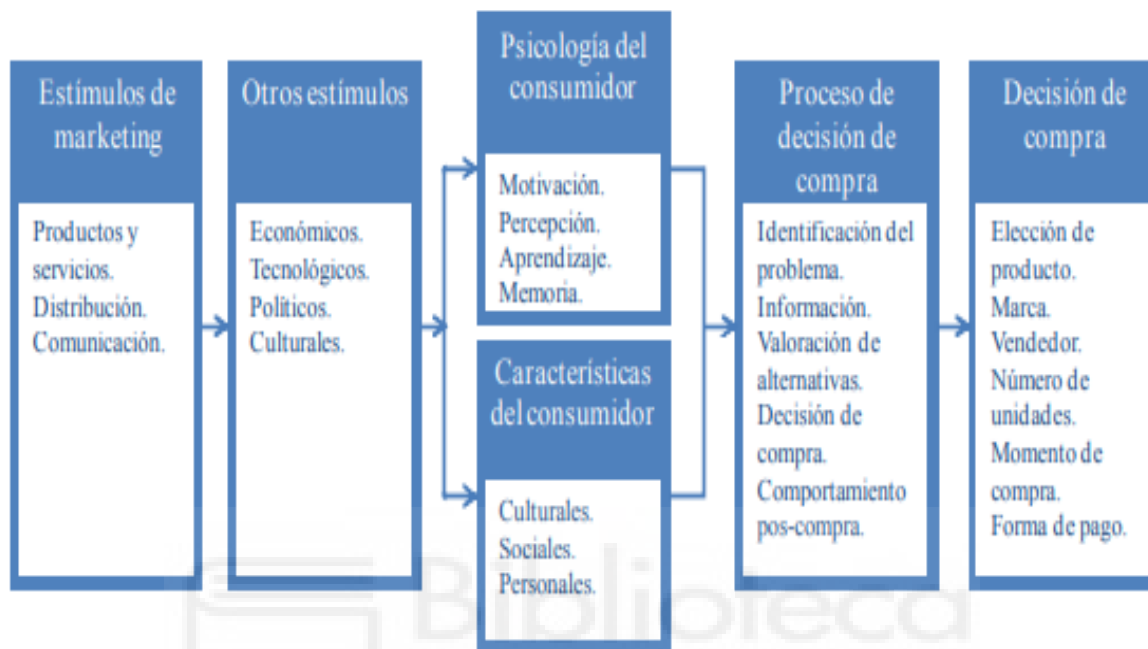 Estímulos de
marketing
Productos y
servicios.
Distribución.
Comunicación.
Otros estímulos
Económicos.
Tecnológicos.
Políticos.
Culturales.
Psicología del
consumidor
Motivación.
Percepción.
Aprendizaje.
Memoria.
Características
del consumidor
Culturales.
Sociales.
Personales.
Proceso de
decisión de
compra
Identificación del
problema.
Información.
Valoración de
alternativas.
Decisión de
compra.
Comportamiento
pos-compra.
Decisión de
compra
Elección de
producto.
Marca.
Vendedor.
Número de
unidades.
Momento de
compra.
Forma de pago.
Biblioteca